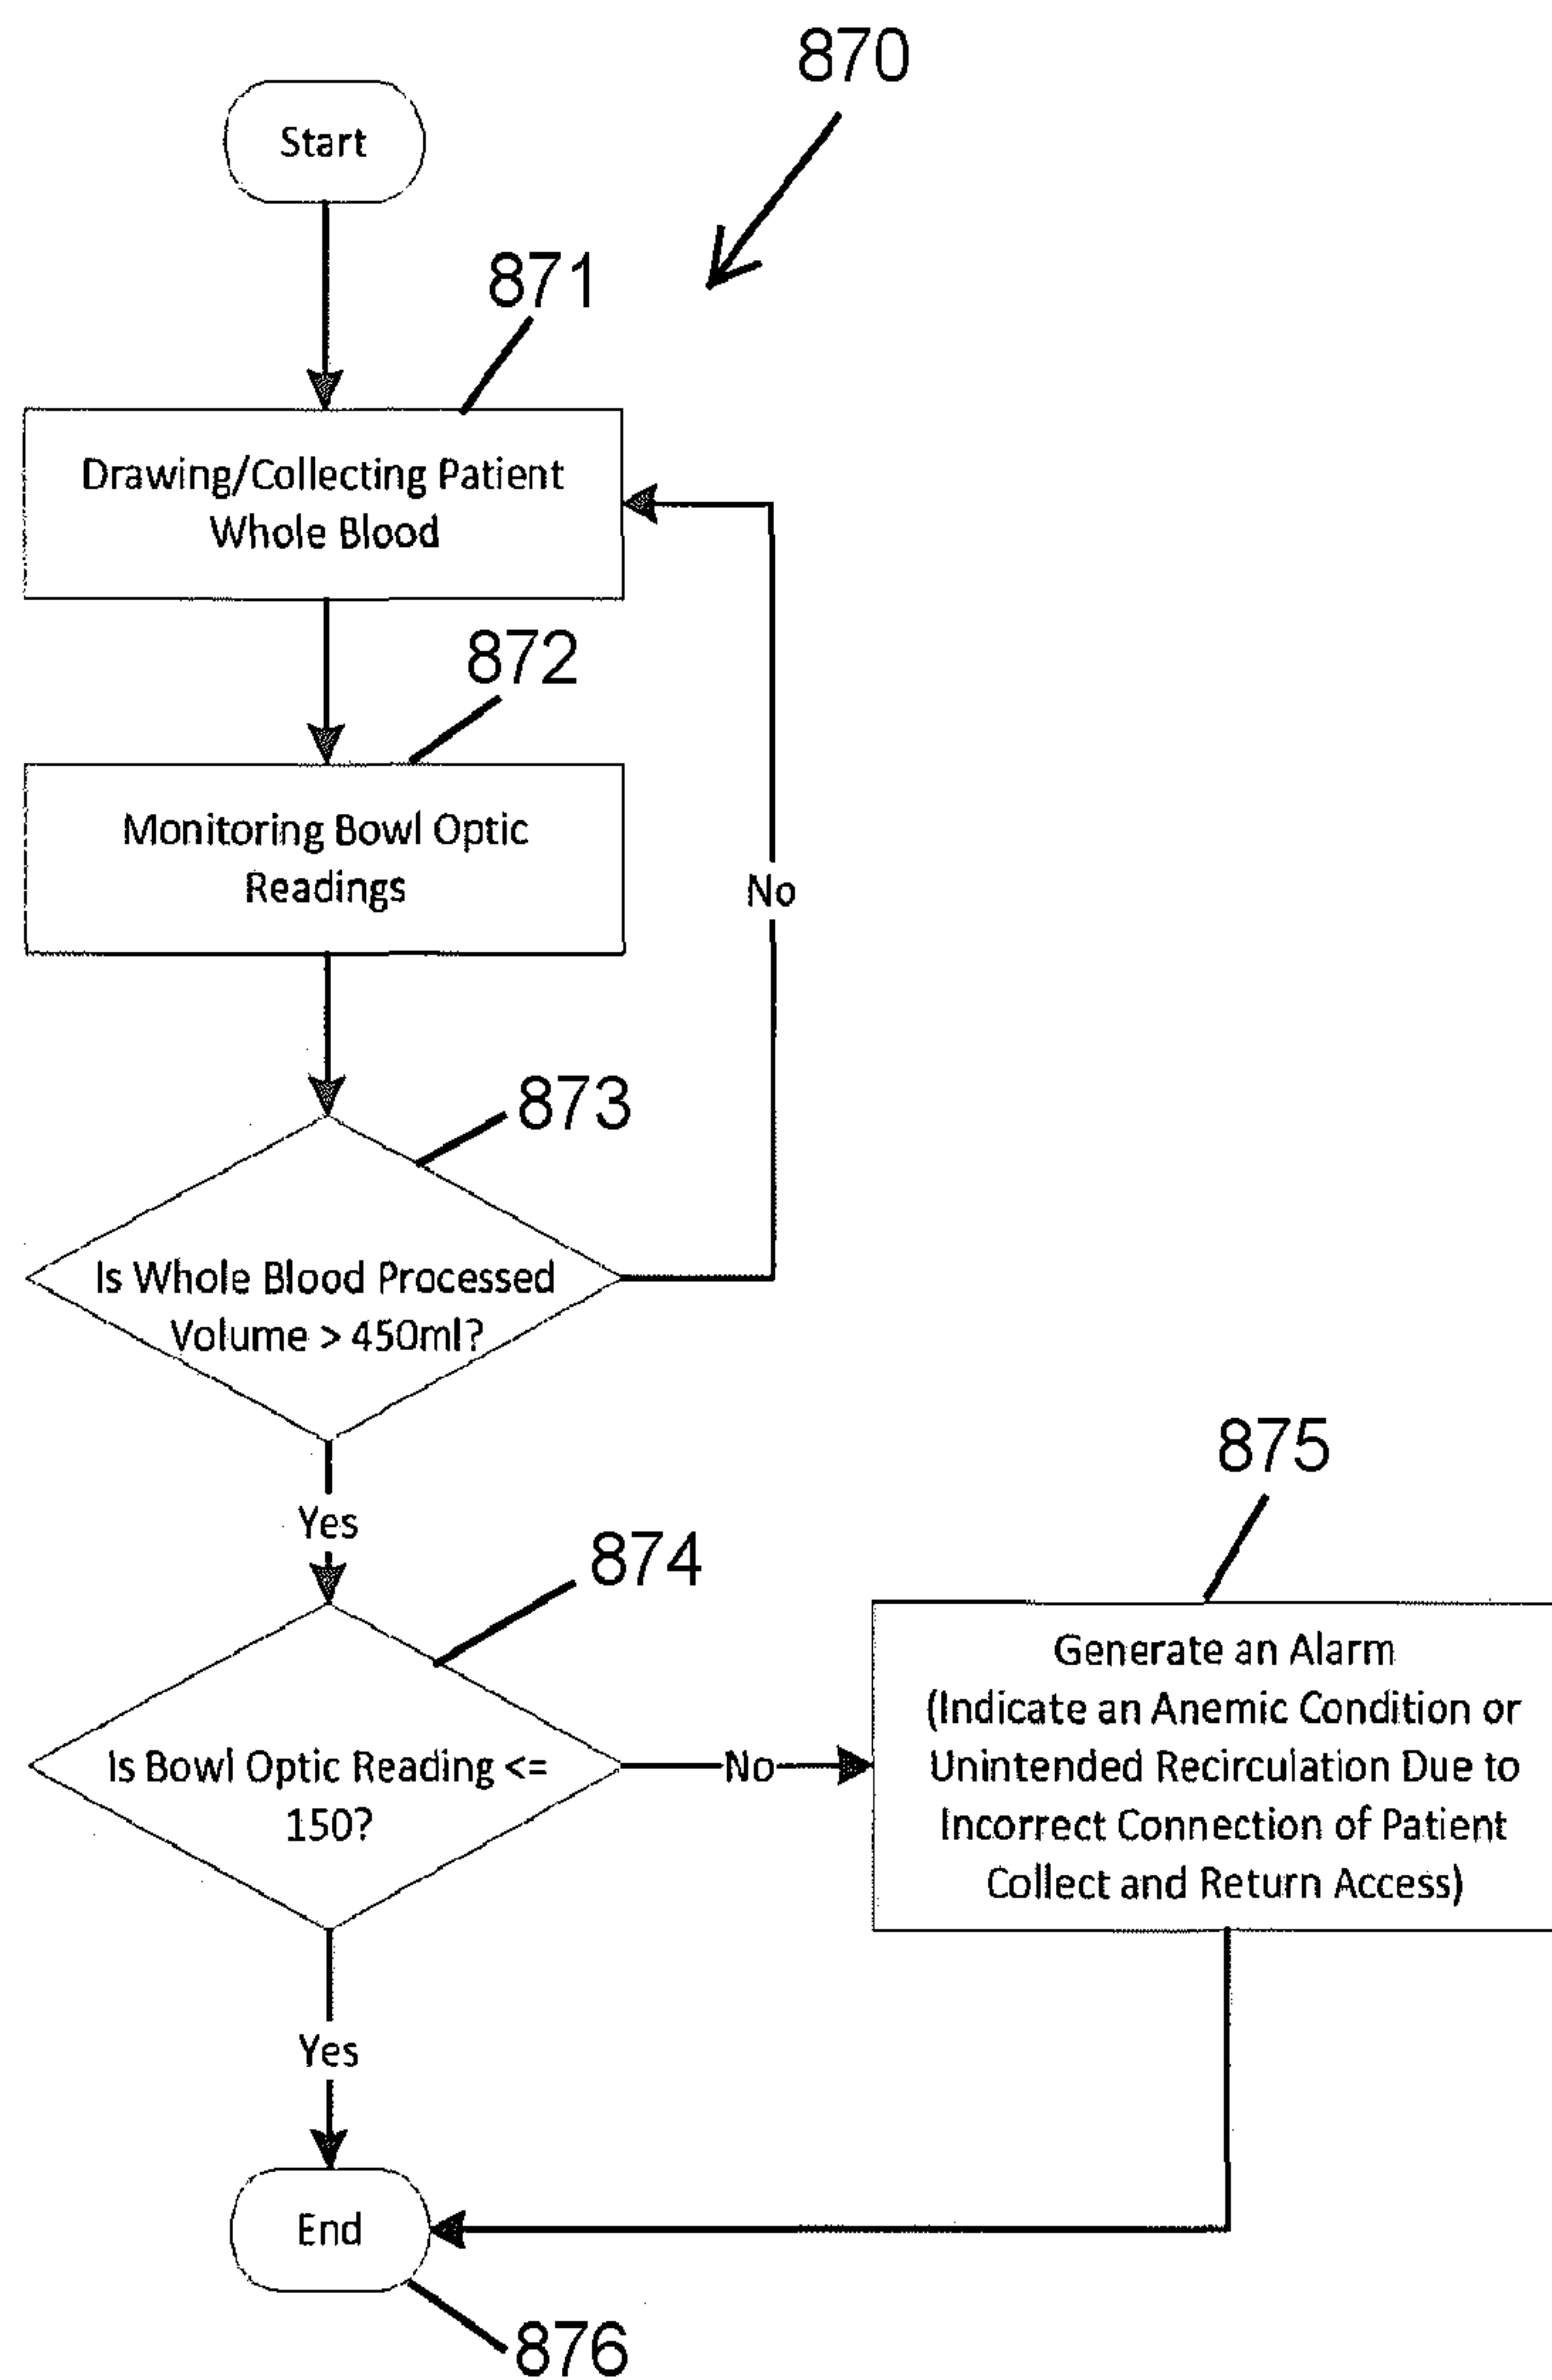 870
Start
871
Drawing/Collecting Patient
Whole Blood
872
Monitoring Bowl Optic
Readings
No
873
Is Whole Blood Processed
Volume > 450ml?
Yes
874
Is Bowl Optic Reading <=
150?
No
875
Generate an Alarm
(Indicate an Anemic Condition or
Unintended Recirculation Due to
Incorrect Connection of Patient
Collect and Return Access)
Yes
End
876